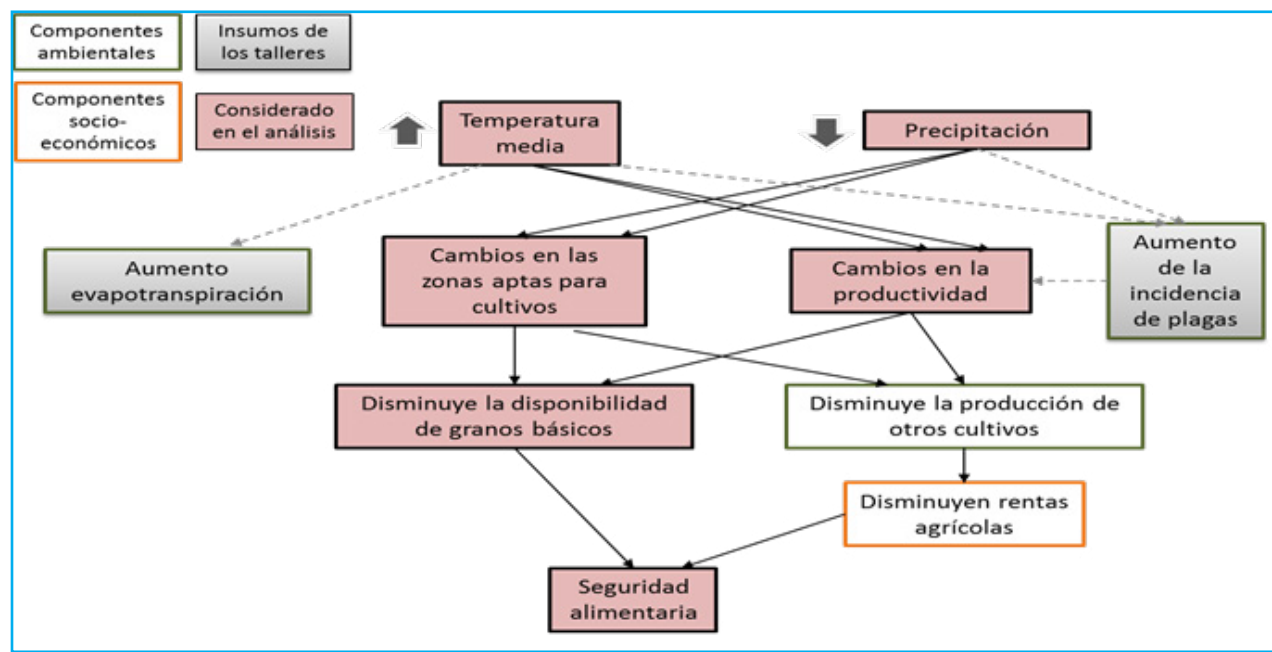 Componentes
ambientales
Insumos de
los talleres
Componentes
socio-
económicos
Considerado
en el análisis
Temperatura
media
Precipitación
Aumento
evapotranspiración
Cambios en las
zonas aptas para
cultivos
Cambios en la
productividad
Aumento
de la
incidencia
de plagas
Disminuye la disponibilidad
de granos básicos
Disminuye la producción de
otros cultivos
Disminuyen rentas
agrícolas
Seguridad
alimentaria